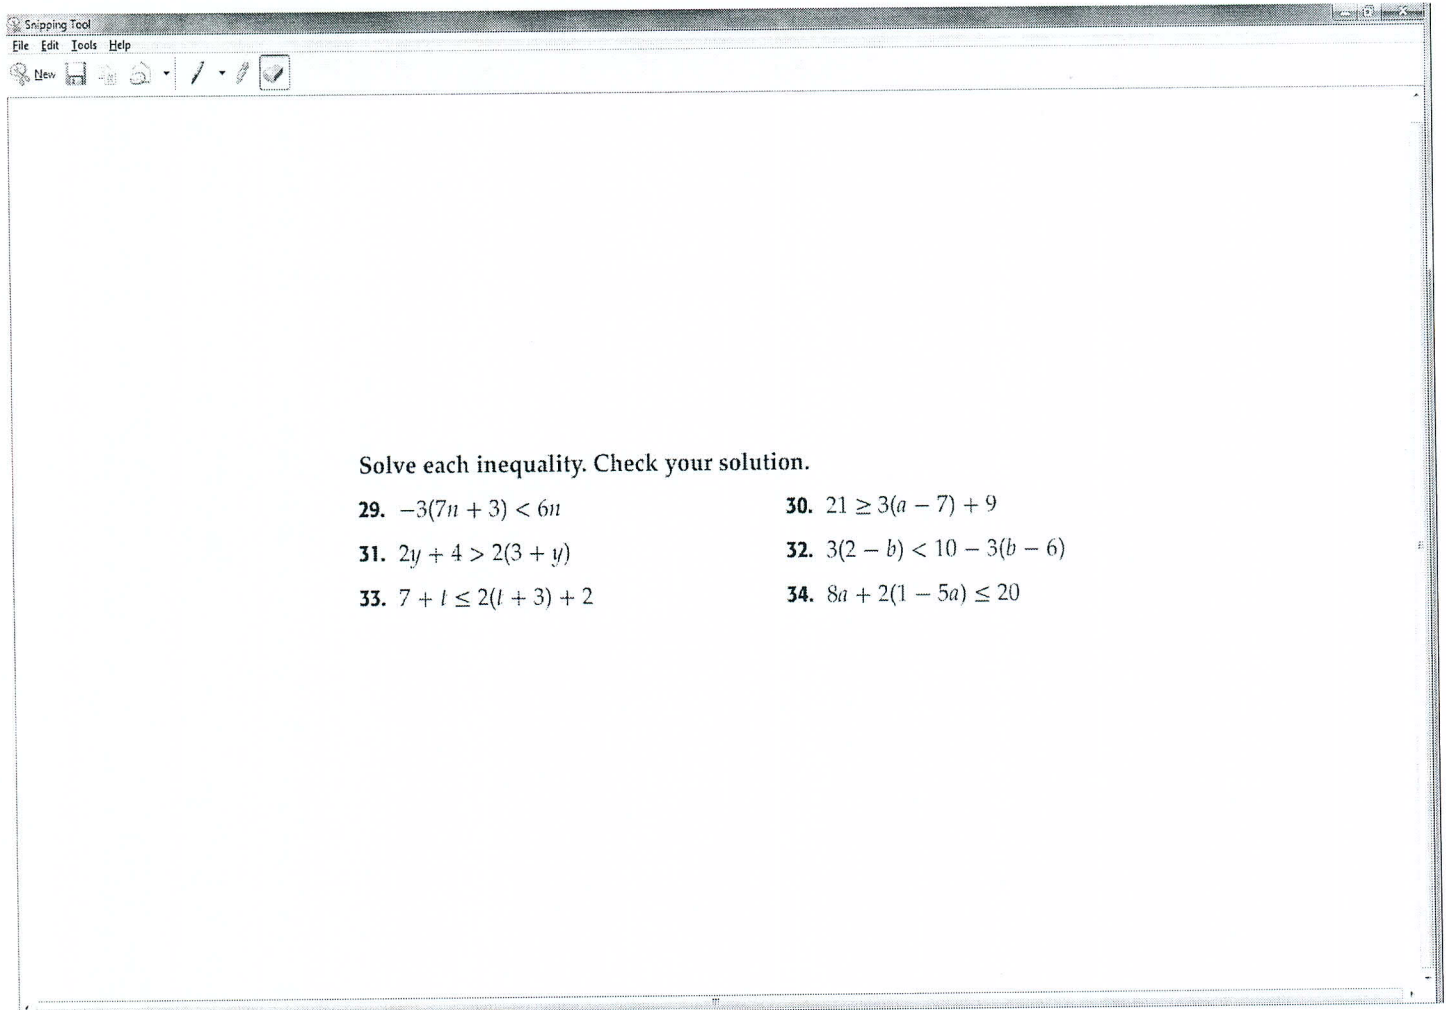 Snipping Tool
File Edit Tools Help
New
Solve each inequality. Check your solution.
29. −3(7n + 3) < 6n
30. 21 ≥ 3(a − 7) + 9
31. 2y + 4 > 2(3 + y)
32. 3(2 − b) < 10 − 3(b − 6)
33. 7 + t ≤ 2(t + 3) + 2
34. 8a + 2(1 − 5a) ≤ 20